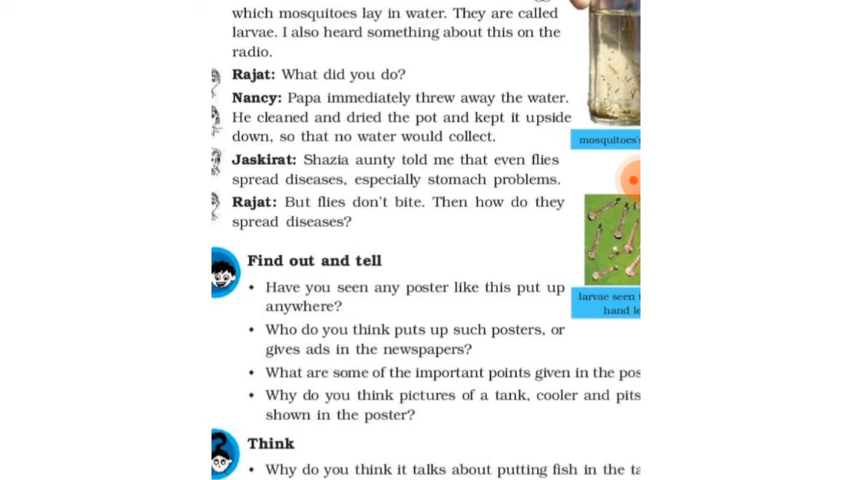 which mosquitoes lay in water. They are called
larvae. I also heard something about this on the
radio.
Rajat: What did you do?
Nancy: Papa immediately threw away the water.
He cleaned and dried the pot and kept it upside
down, so that no water would collect.
Jaskirat: Shazia aunty told me that even flies
spread diseases, especially stomach problems.
Rajat: But flies don't bite. Then how do they
spread diseases?
mosquitoes'
larvae seen
hand le
Find out and tell
• Have you seen any poster like this put up
anywhere?
• Who do you think puts up such posters, or
gives ads in the newspapers?
• What are some of the important points given in the pos
• Why do you think pictures of a tank, cooler and pits
shown in the poster?
Think
• Why do you think it talks about putting fish in the ta